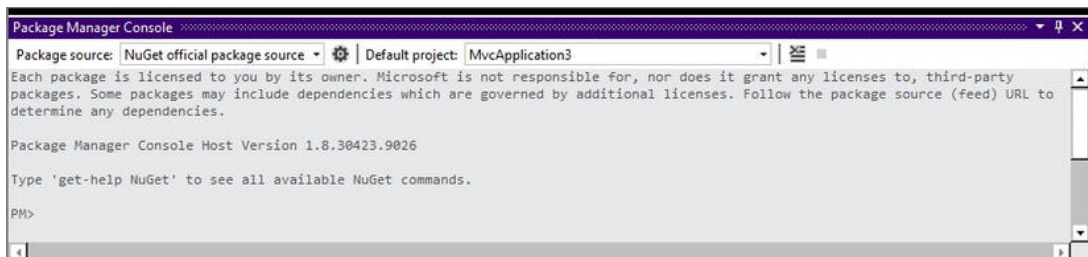 Package Manager Console
Package source: NuGet official package source Default project: MvcApplication3
Each package is licensed to you by its owner. Microsoft is not responsible for, nor does it grant any licenses to, third-party
packages. Some packages may include dependencies which are governed by additional licenses. Follow the package source (feed) URL to
determine any dependencies.
Package Manager Console Host Version 1.8.30423.9026
Type 'get-help NuGet' to see all available NuGet commands.
PM>